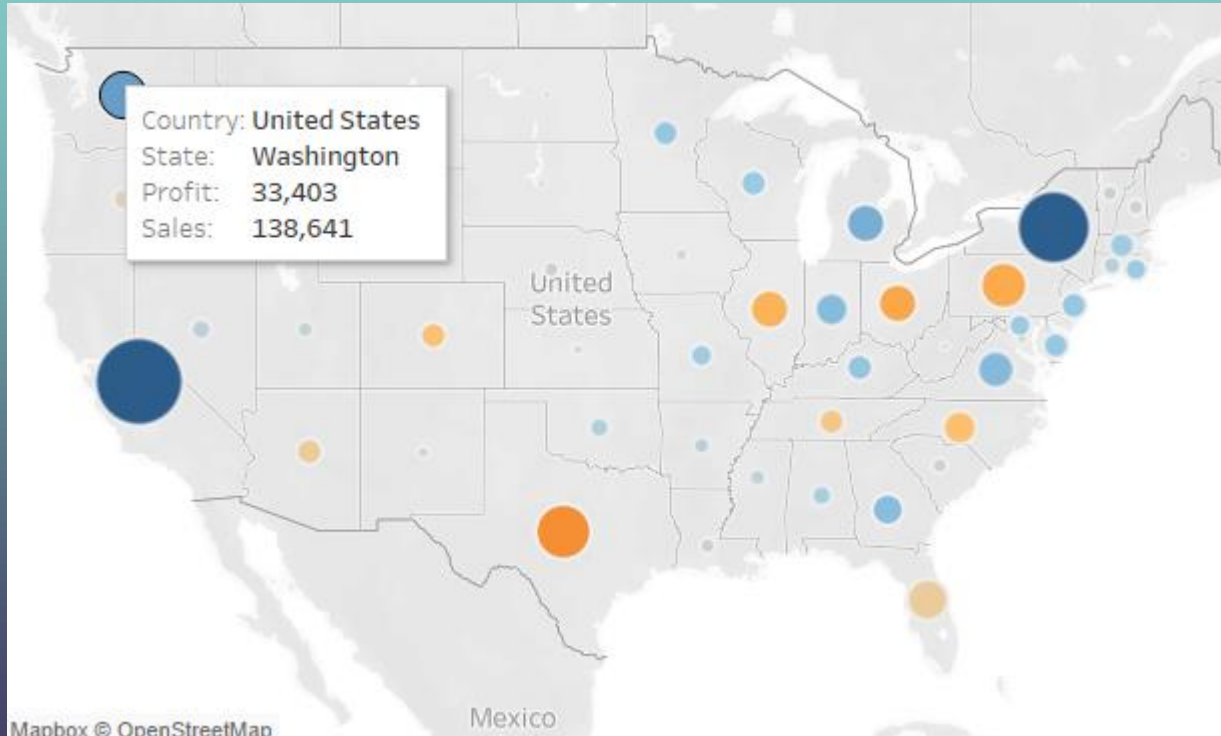 Country: United States
State: Washington
Profit: 33,403
Sales: 138,641
United
States
Mexico
Mapbox © OpenStreetMap